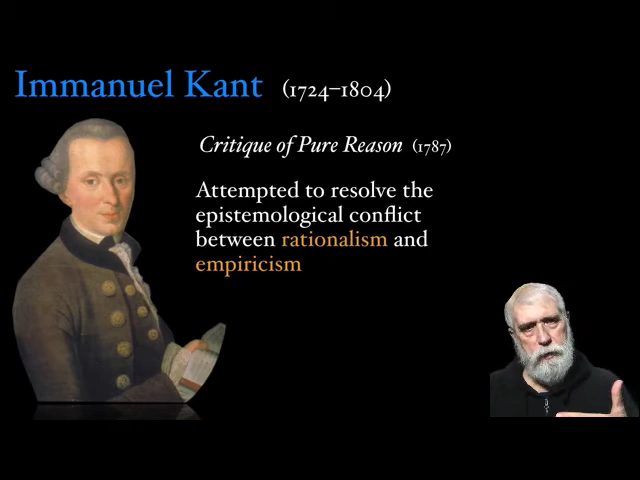 Immanuel Kant (1724–1804)
Critique of Pure Reason (1787)
Attempted to resolve the
epistemological conflict
between rationalism and
empiricism